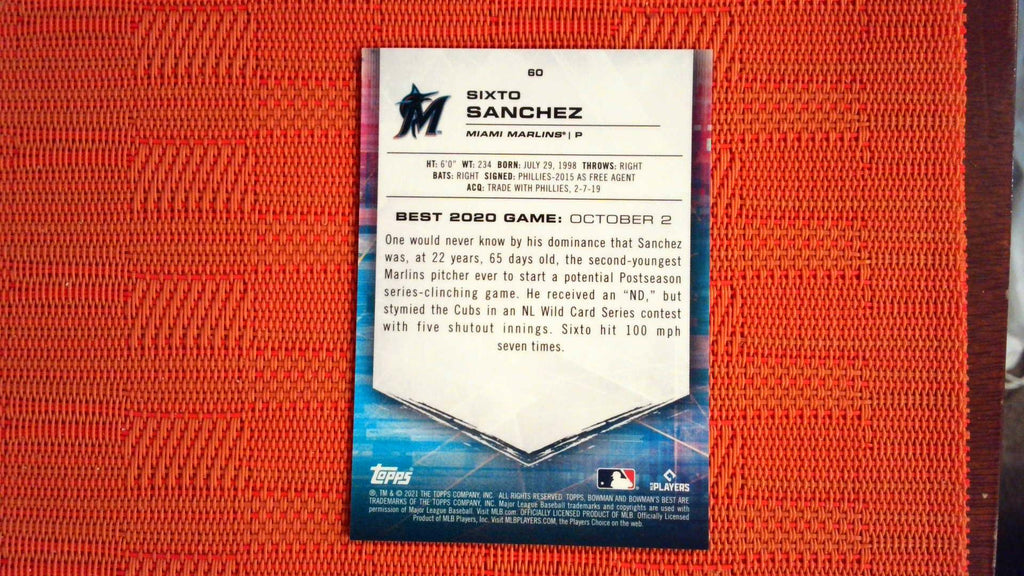 60
SIXTO
SANCHEZ
MIAMI MARLINS® | P
HT: 6'0" WT: 234 BORN: JULY 29, 1998 THROWS: RIGHT
BATS: RIGHT SIGNED: PHILLIES-2015 AS FREE AGENT
ACQ: TRADE WITH PHILLIES, 2-7-19
BEST 2020 GAME: OCTOBER 2
One would never know by his dominance that Sanchez
was, at 22 years, 65 days old, the second-youngest
Marlins pitcher ever to start a potential Postseason
series-clinching game. He received an “ND,” but
stymied the Cubs in an NL Wild Card Series contest
with five shutout innings. Sixto hit 100 mph
seven times.
Topps
MLB PLAYERS
®, TM & © 2021 THE TOPPS COMPANY, INC. ALL RIGHTS RESERVED. TOPPS, BOWMAN AND BOWMAN'S BEST ARE
TRADEMARKS OF THE TOPPS COMPANY, INC. Major League Baseball trademarks and copyrights are used with
permission of Major League Baseball. Visit MLB.com. OFFICIALLY LICENSED PRODUCT OF MLB. Officially Licensed
Product of MLB Players, Inc. Visit MLBPLAYERS.COM, the Players Choice on the web.